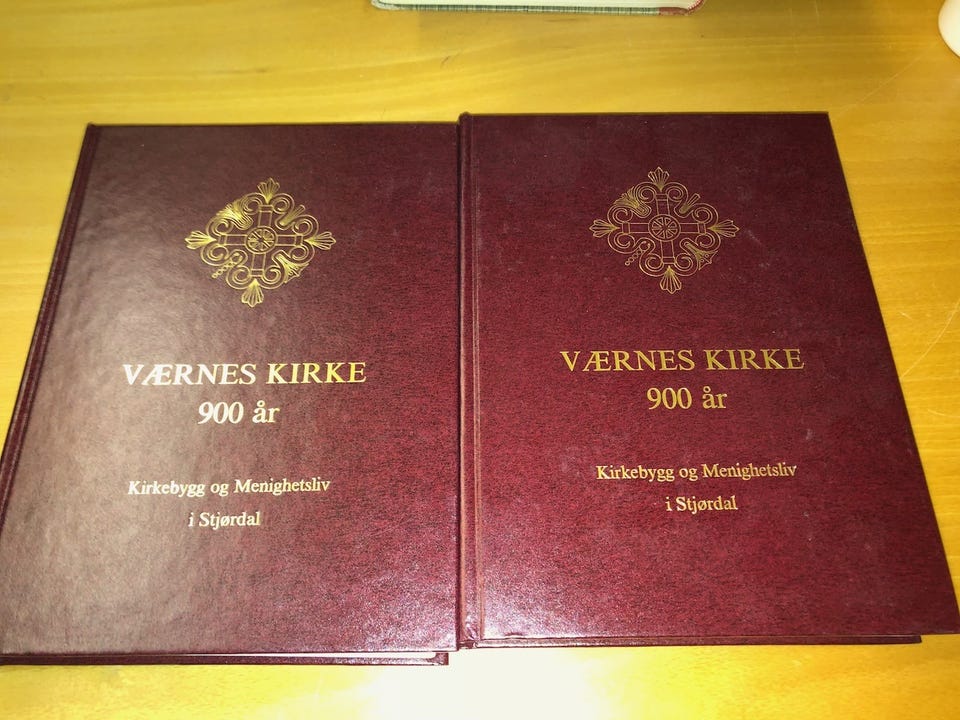 VÆRNES KIRKE
900 år
Kirkebygg og Menighetsliv
i Stjørdal
VÆRNES KIRKE
900 år
Kirkebygg og Menighetsliv
i Stjørdal